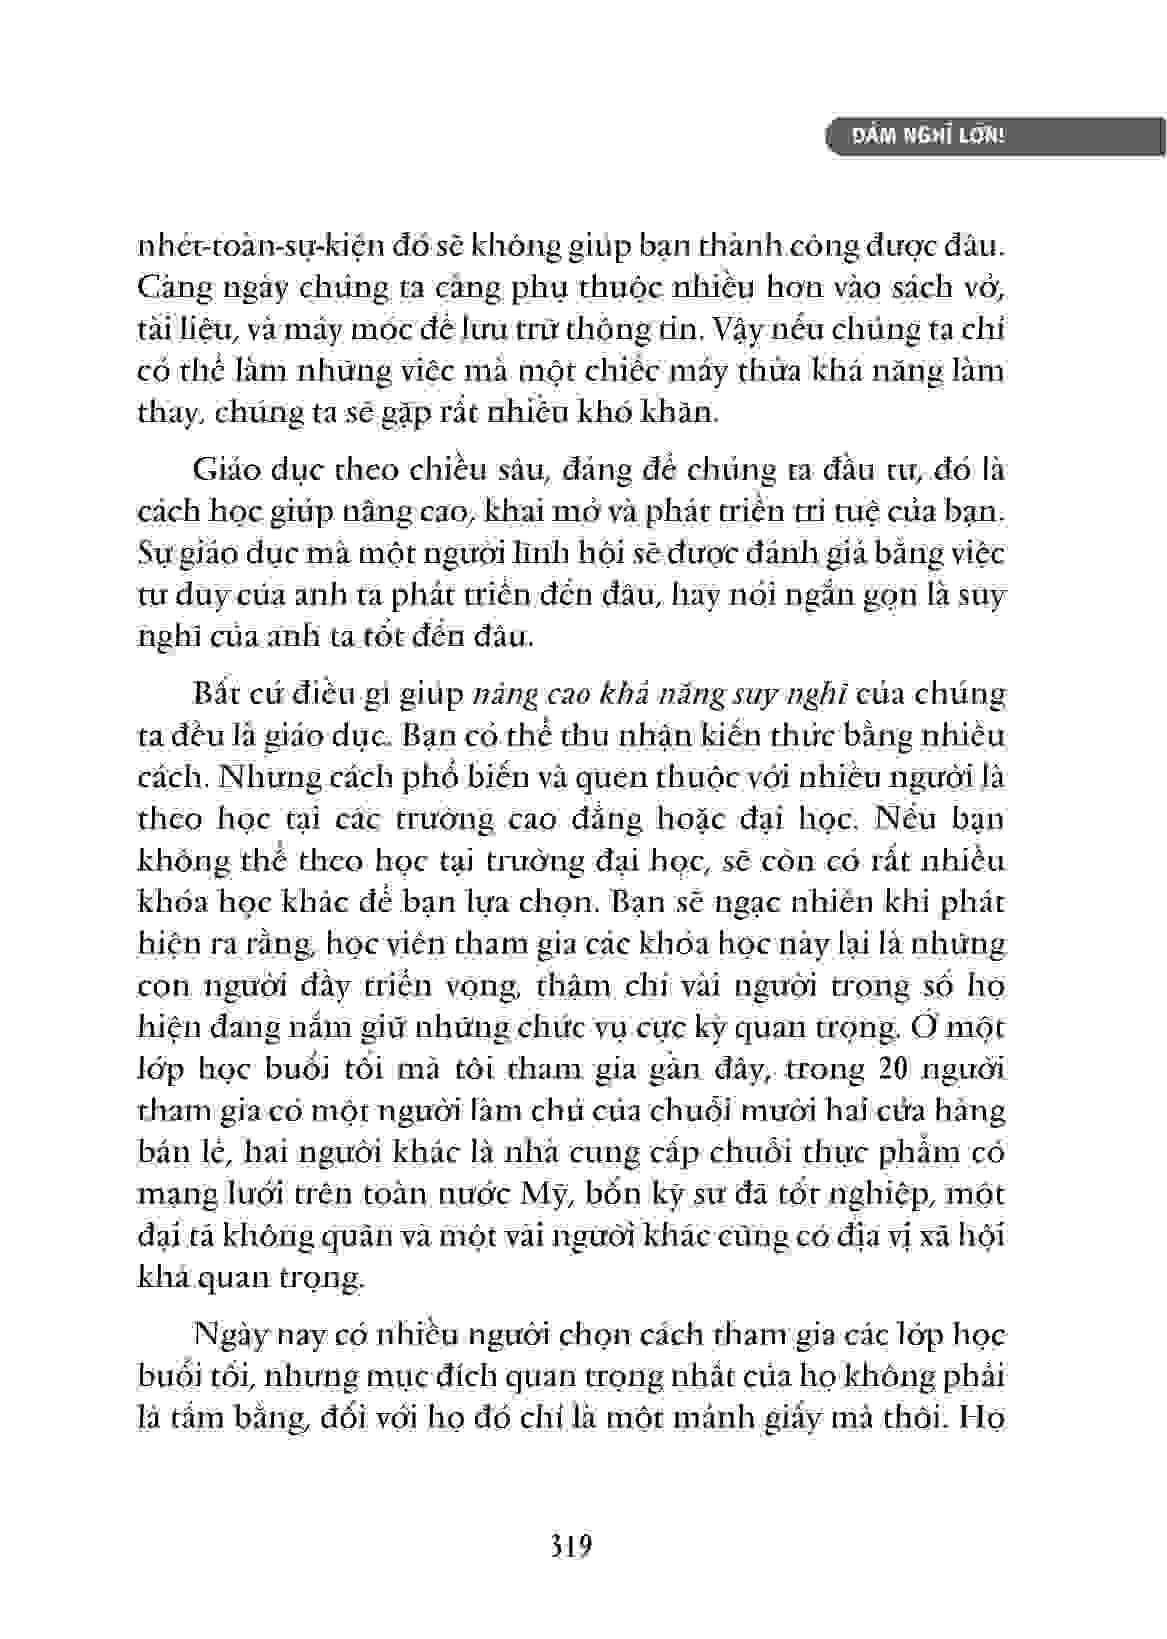 DÁM NGHĨ LỚN!
nhét-toàn-sự-kiện đó sẽ không giúp bạn thành công được đâu.
Càng ngày chúng ta càng phụ thuộc nhiều hơn vào sách vở,
tài liệu, và máy móc để lưu trữ thông tin. Vậy nếu chúng ta chỉ
có thể làm những việc mà một chiếc máy thừa khả năng làm
thay, chúng ta sẽ gặp rất nhiều khó khăn.
Giáo dục theo chiều sâu, đáng để chúng ta đầu tư, đó là
cách học giúp nâng cao, khai mở và phát triển trí tuệ của bạn.
Sự giáo dục mà một người lĩnh hội sẽ được đánh giá bằng việc
tư duy của anh ta phát triển đến đâu, hay nói ngắn gọn là suy
nghĩ của anh ta tốt đến đâu.
Bất cứ điều gì giúp nâng cao khả năng suy nghĩ của chúng
ta đều là giáo dục. Bạn có thể thu nhận kiến thức bằng nhiều
cách. Nhưng cách phổ biến và quen thuộc với nhiều người là
theo học tại các trường cao đẳng hoặc đại học. Nếu bạn
không thể theo học tại trường đại học, sẽ còn có rất nhiều
khóa học khác để bạn lựa chọn. Bạn sẽ ngạc nhiên khi phát
hiện ra rằng, học viên tham gia các khóa học này lại là những
con người đầy triển vọng, thậm chí vài người trong số họ
hiện đang nắm giữ những chức vụ cực kỳ quan trọng. Ở một
lớp học buổi tối mà tôi tham gia gần đây, trong 20 người
tham gia có một người làm chủ của chuỗi mười hai cửa hàng
bán lẻ, hai người khác là nhà cung cấp chuỗi thực phẩm có
mạng lưới trên toàn nước Mỹ, bốn kỹ sư đã tốt nghiệp, một
đại tá không quân và một vài người khác cũng có địa vị xã hội
khá quan trọng.
Ngày nay có nhiều người chọn cách tham gia các lớp học
buổi tối, nhưng mục đích quan trọng nhất của họ không phải
là tấm bằng, đối với họ đó chỉ là một mảnh giấy mà thôi. Họ
319